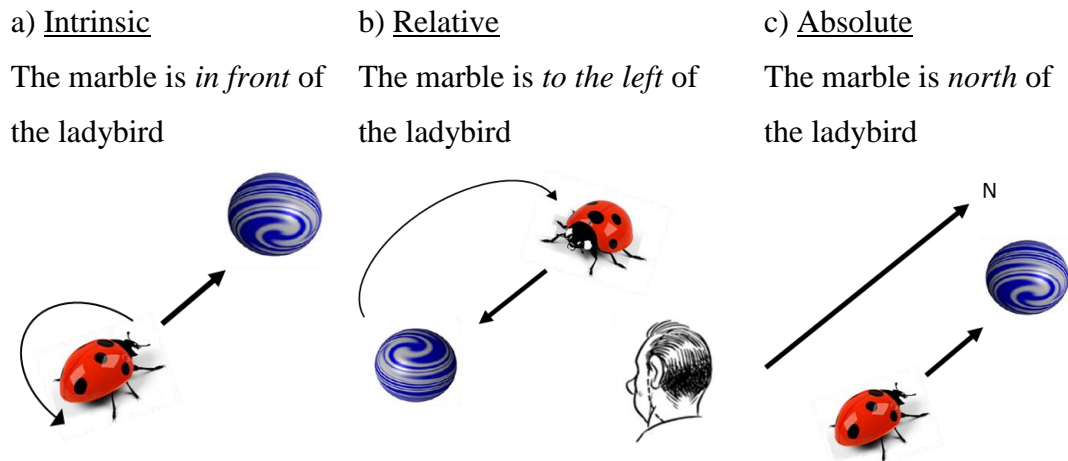 a) Intrinsic
The marble is in front of
the ladybird
b) Relative
The marble is to the left of
the ladybird
c) Absolute
The marble is north of
the ladybird
N